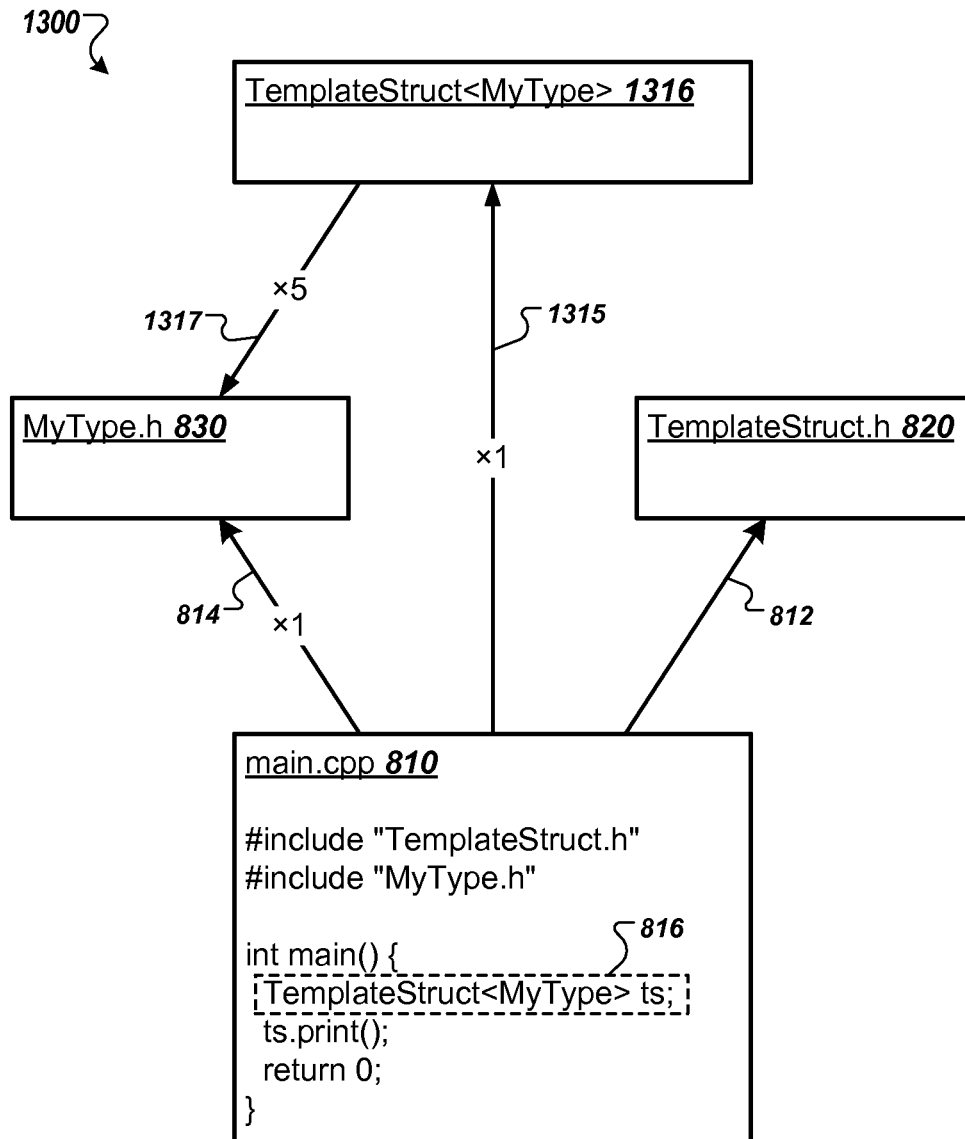 1300
TemplateStruct<MyType> 1316
×5
1317
1315
MyType.h 830
TemplateStruct.h 820
×1
814
×1
812
main.cpp 810
#include "TemplateStruct.h"
#include "MyType.h"
816
int main() {
TemplateStruct<MyType> ts;
ts.print();
return 0;
}